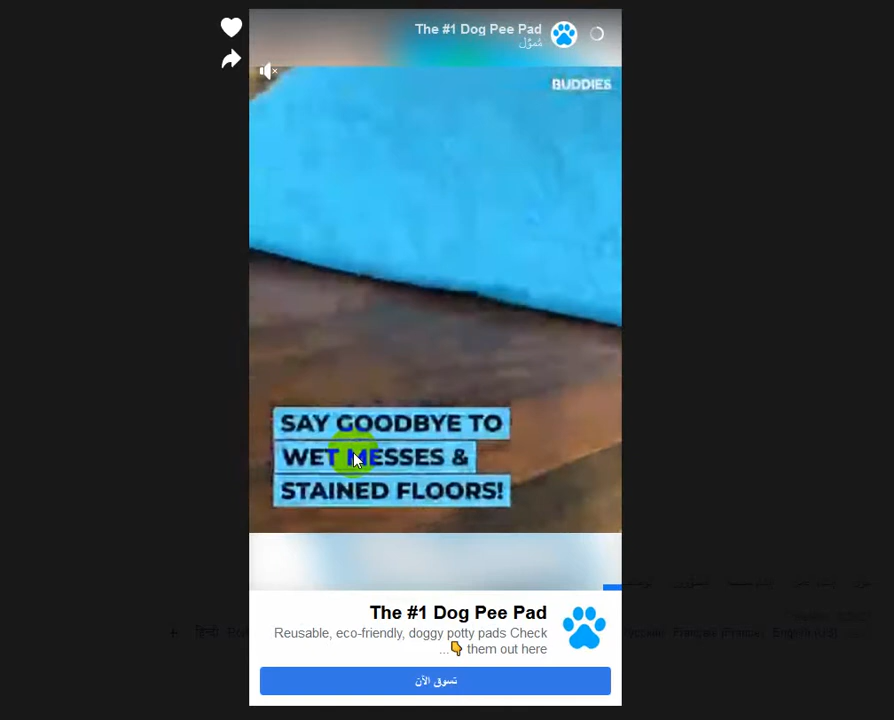 The #1 Dog Pee Pad
مُموَّل
BUDDIES
SAY GOODBYE TO
WET MESSES &
STAINED FLOORS!
The #1 Dog Pee Pad
Reusable, eco-friendly, doggy potty pads Check
...👇 them out here
تسوق الآن